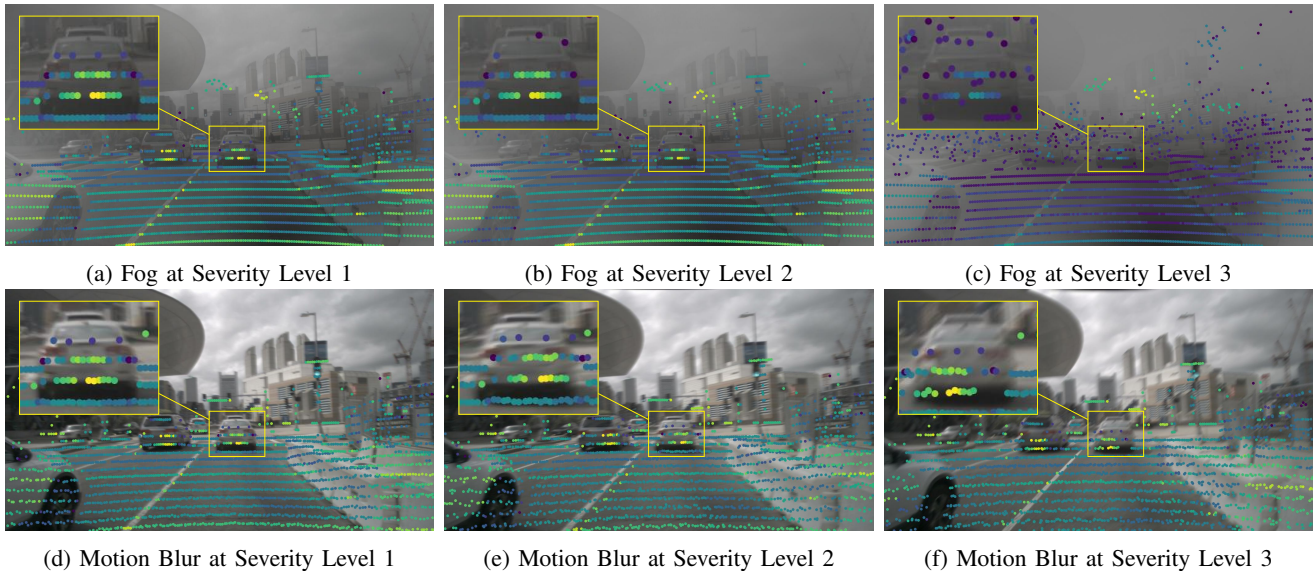 (a) Fog at Severity Level 1
(b) Fog at Severity Level 2
(c) Fog at Severity Level 3
(d) Motion Blur at Severity Level 1
(e) Motion Blur at Severity Level 2
(f) Motion Blur at Severity Level 3